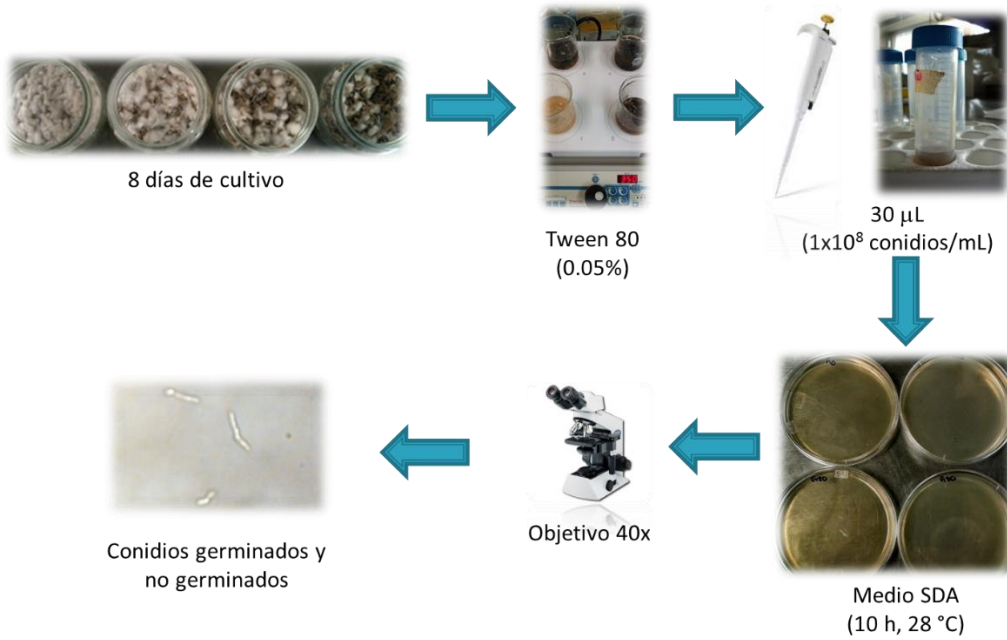 8 días de cultivo
Tween 80
(0.05%)
30 μL
(1x10⁸ conidios/mL)
Medio SDA
(10 h, 28 °C)
Objetivo 40x
Conidios germinados y
no germinados